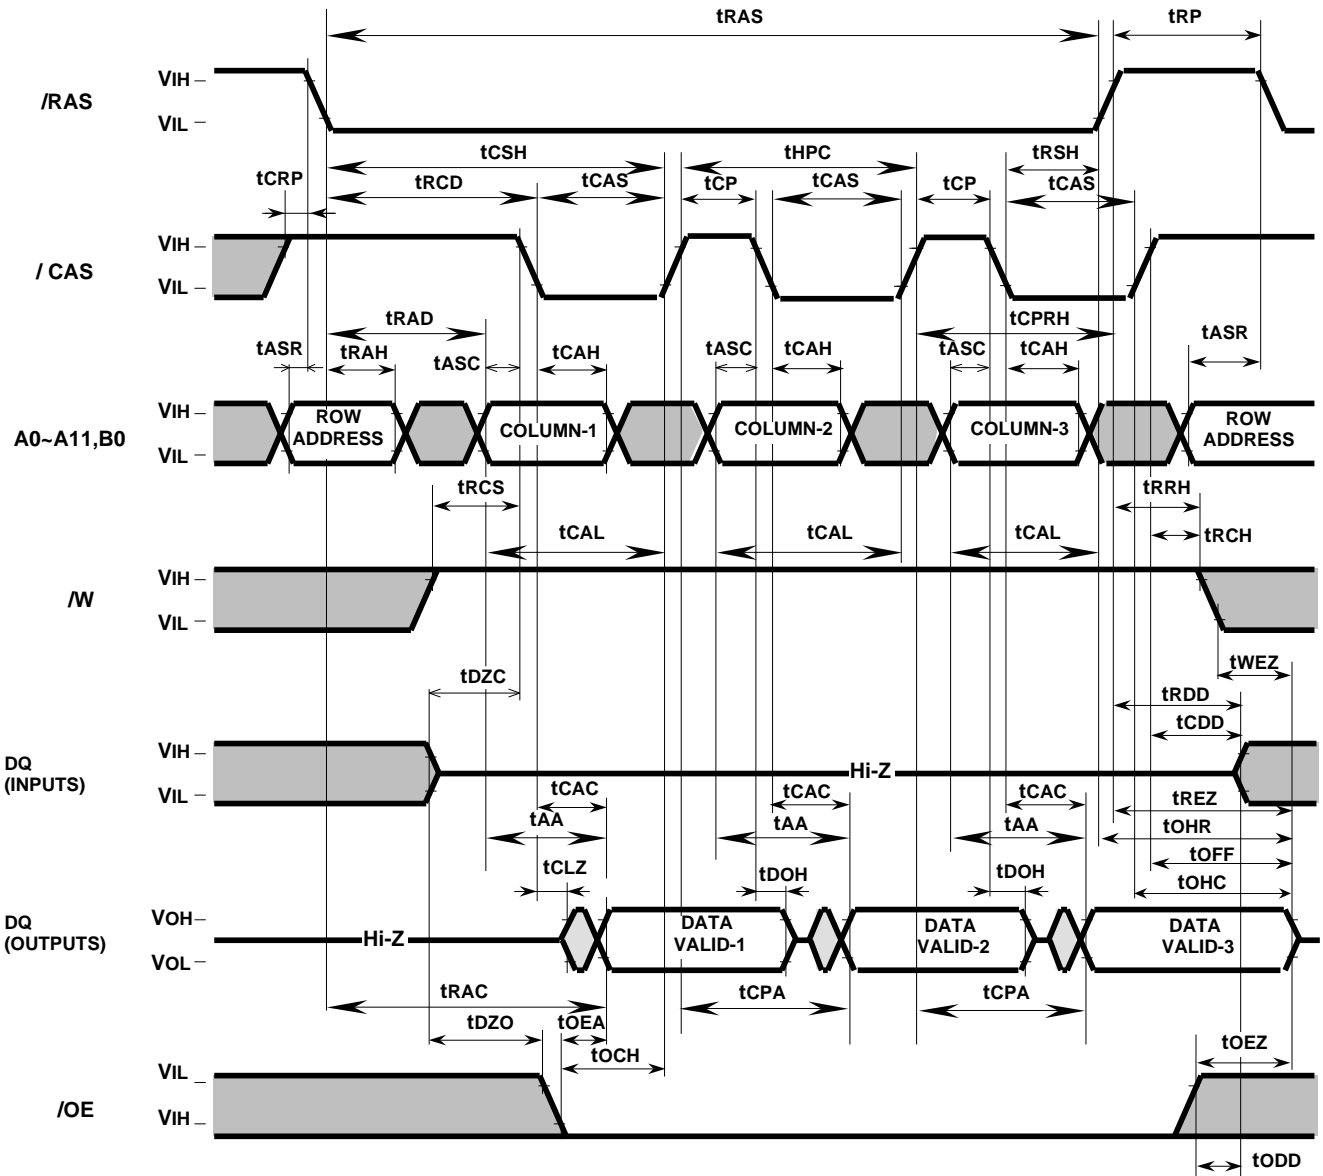 tRAS
tRP
VIH
/RAS
VIL
tCSH
tHPC
tRSH
tCRP
tRCD
tCAS
tCP
tCAS
tCP
tCAS
VIH
/ CAS
VIL
tRAD
tCPRH
tASR
tASR
tRAH
tASC
tCAH
tASC
tCAH
tASC
tCAH
VIH
A0~A11,B0
VIL
ROW
ADDRESS
COLUMN-1
COLUMN-2
COLUMN-3
ROW
ADDRESS
tRCS
tRRH
tCAL
tCAL
tCAL
tRCH
VIH
/W
VIL
tDZC
tWEZ
tRDD
tCDD
DQ
(INPUTS)
VIH
VIL
Hi-Z
tCAC
tCAC
tCAC
tREZ
tAA
tAA
tAA
tOHR
tCLZ
tDOH
tDOH
tOFF
tOHC
DQ
(OUTPUTS)
VOH
VOL
Hi-Z
DATA
VALID-1
DATA
VALID-2
DATA
VALID-3
tRAC
tCPA
tCPA
tDZO
tOEA
tOCH
tOEZ
VIL
/OE
VIH
tODD